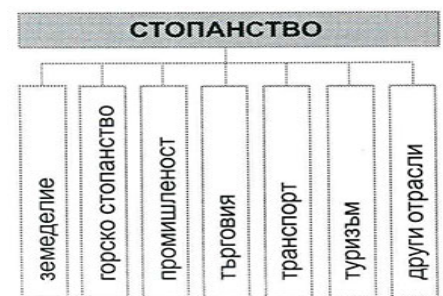 СТОПАНСТВО
земеделие
горско стопанство
промишленост
търговия
транспорт
туризъм
други отрасли